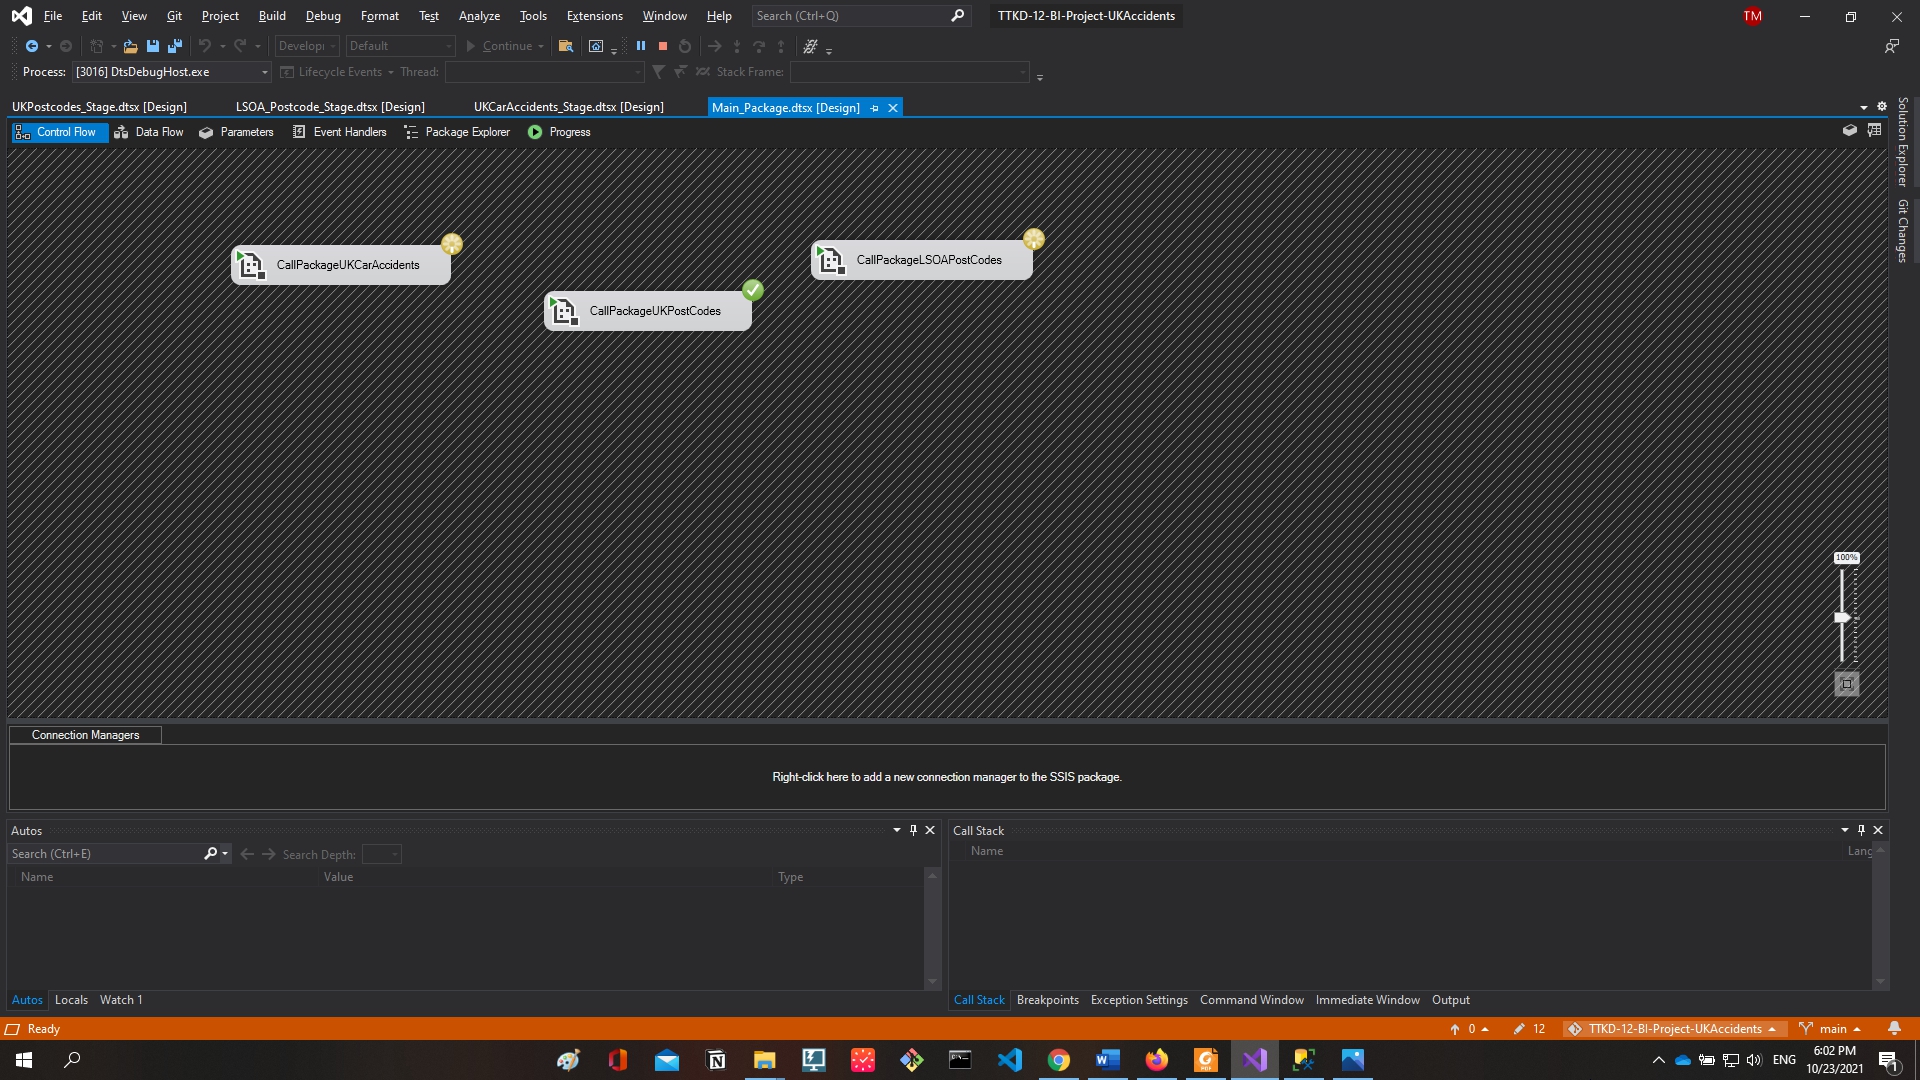 File Edit View Git Project Build Debug Format Test Analyze Tools Extensions Window Help Search (Ctrl+Q) TTKD-12-BI-Project-UKAccidents TM
Developi Default Continue
Process: [3016] DtsDebugHost.exe Lifecycle Events Thread: Stack Frame:
UKPostcodes_Stage.dtsx [Design] LSOA_Postcode_Stage.dtsx [Design] UKCarAccidents_Stage.dtsx [Design] Main_Package.dtsx [Design]
Control Flow Data Flow Parameters Event Handlers Package Explorer Progress
Solution Explorer
Git Changes
CallPackageUKCarAccidents
CallPackageLSOAPostCodes
CallPackageUKPostCodes
100%
Connection Managers
Right-click here to add a new connection manager to the SSIS package.
Autos
Search (Ctrl+E) Search Depth:
Name Value Type
Autos Locals Watch 1
Call Stack
Name Lang
Call Stack Breakpoints Exception Settings Command Window Immediate Window Output
Ready 0 12 TTKD-12-BI-Project-UKAccidents main
ENG 6:02 PM
10/23/2021
1